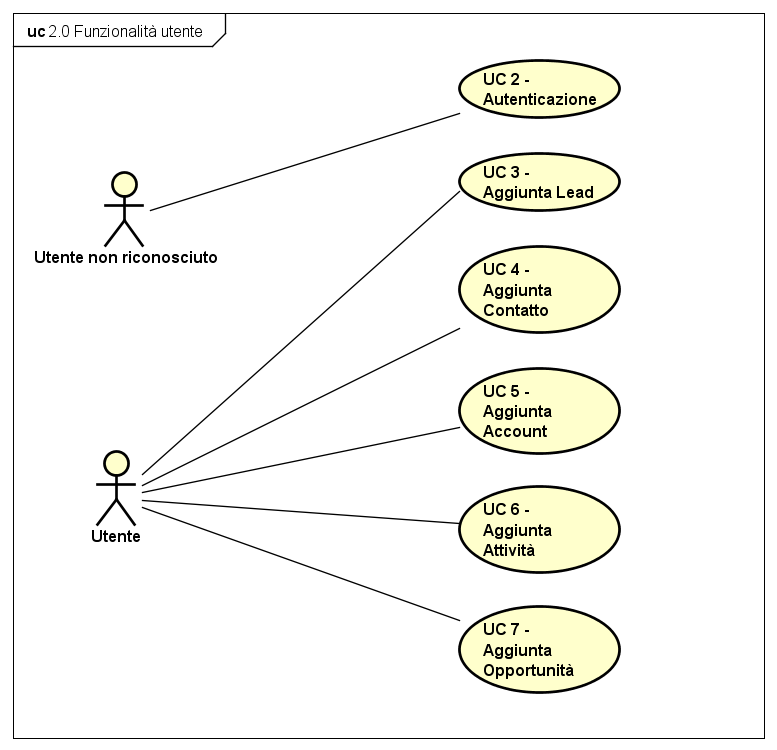 uc 2.0 Funzionalità utente
UC 2 -
Autenticazione
UC 3 -
Aggiunta Lead
Utente non riconosciuto
UC 4 -
Aggiunta
Contatto
UC 5 -
Aggiunta
Account
Utente
UC 6 -
Aggiunta
Attività
UC 7 -
Aggiunta
Opportunità